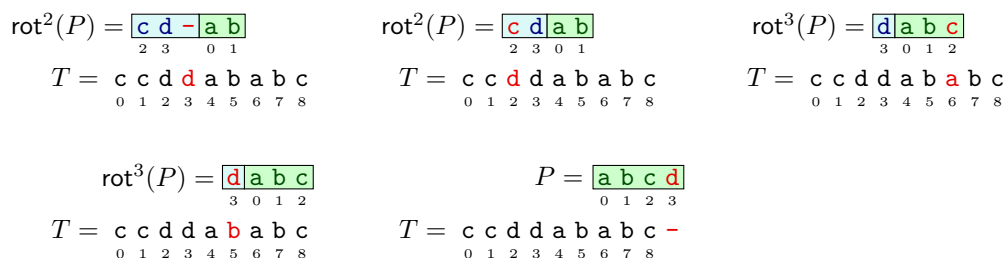 rot²(P) = c d - a b
2 3 0 1
T = c c d d a b a b c
0 1 2 3 4 5 6 7 8
rot²(P) = c d a b
2 3 0 1
T = c c d d a b a b c
0 1 2 3 4 5 6 7 8
rot³(P) = d a b c
3 0 1 2
T = c c d d a b a b c
0 1 2 3 4 5 6 7 8
rot³(P) = d a b c
3 0 1 2
T = c c d d a b a b c
0 1 2 3 4 5 6 7 8
P = a b c d
0 1 2 3
T = c c d d a b a b c -
0 1 2 3 4 5 6 7 8